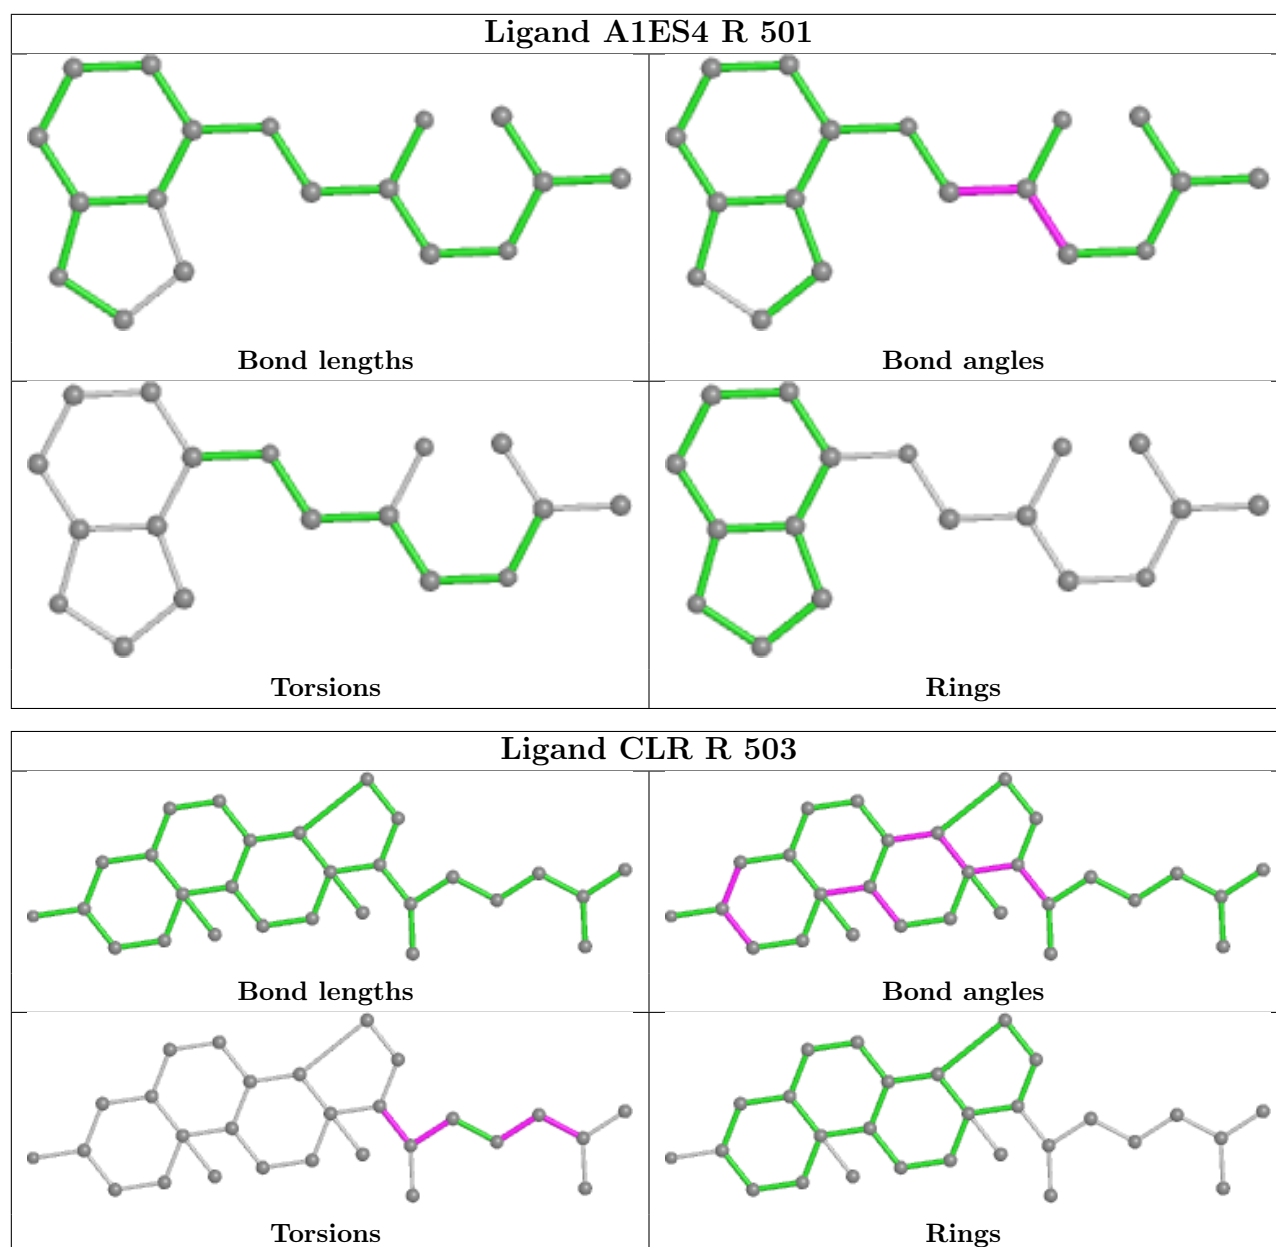 Ligand A1ES4 R 501
Bond lengths
Bond angles
Torsions
Rings
Ligand CLR R 503
Bond lengths
Bond angles
Torsions
Rings